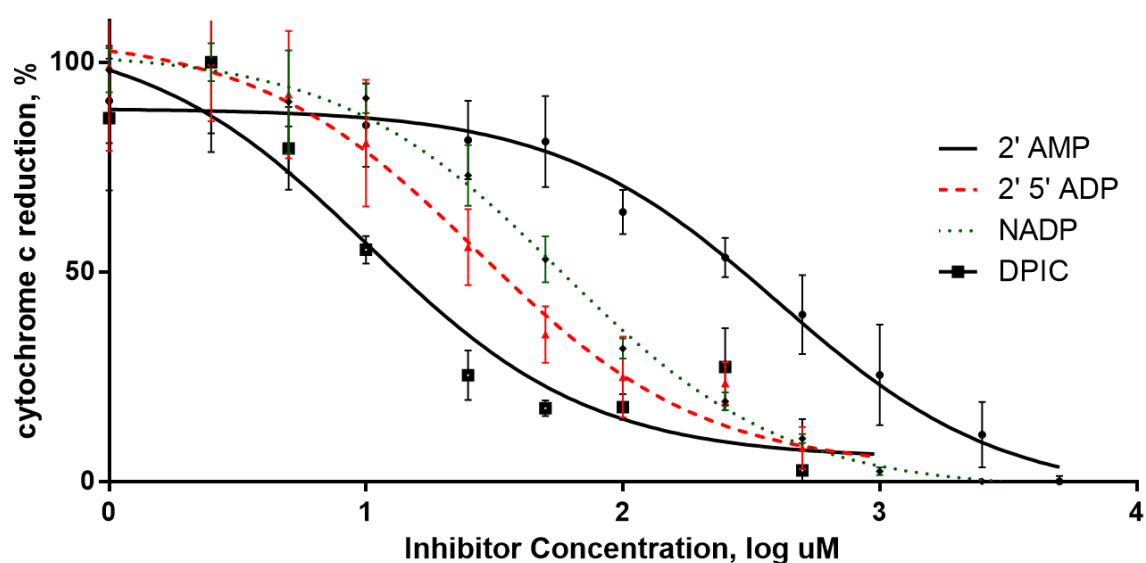 cytochrome c reduction, %
100
50
0
0
1
2
3
4
Inhibitor Concentration, log uM
2' AMP
2' 5' ADP
NADP
DPIC